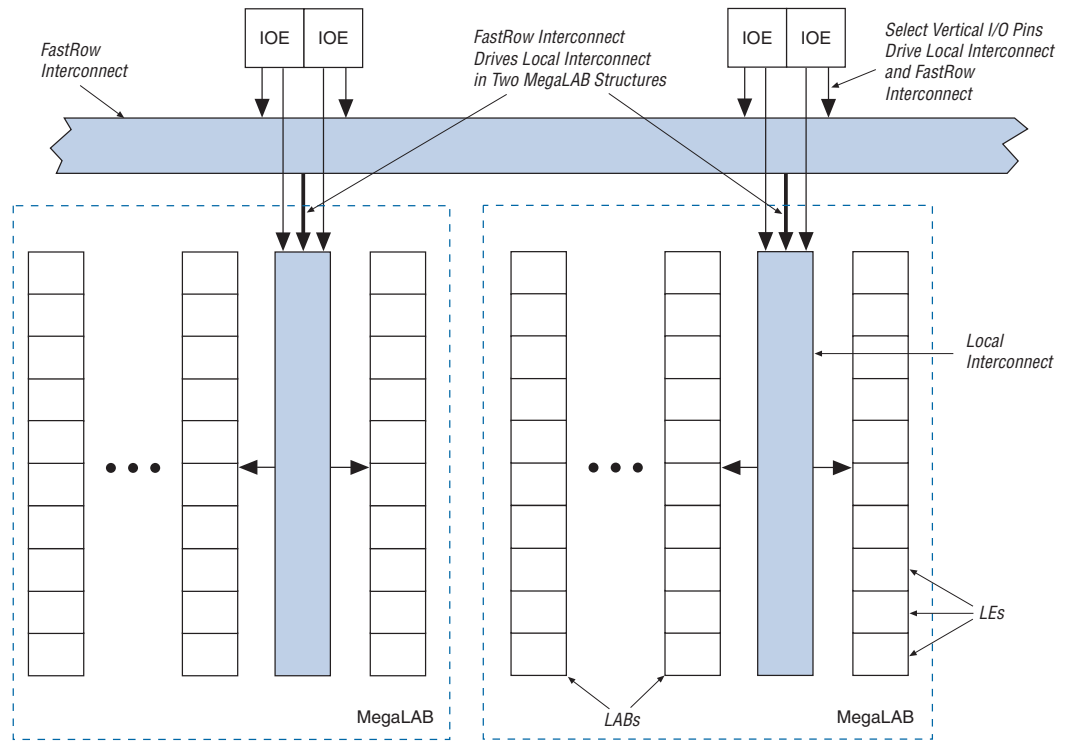 FastRow
Interconnect
IOE IOE
FastRow Interconnect
Drives Local Interconnect
in Two MegaLAB Structures
IOE IOE
Select Vertical I/O Pins
Drive Local Interconnect
and FastRow
Interconnect
Local
Interconnect
LEs
LABs
MegaLAB
MegaLAB